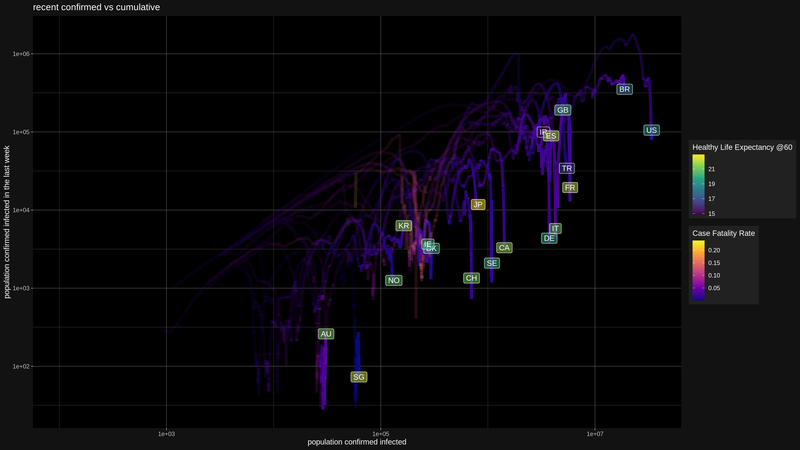 recent confirmed vs cumulative
1e+06
1e+05
1e+04
1e+03
1e+02
population confirmed infected in the last week
BR
GB
US
ES
TR
FR
JP
KR
IT
DE
IE
CA
SE
NO
CH
AU
SG
1e+03
1e+05
1e+07
population confirmed infected
Healthy Life Expectancy @60
21
19
17
15
Case Fatality Rate
0.20
0.15
0.10
0.05